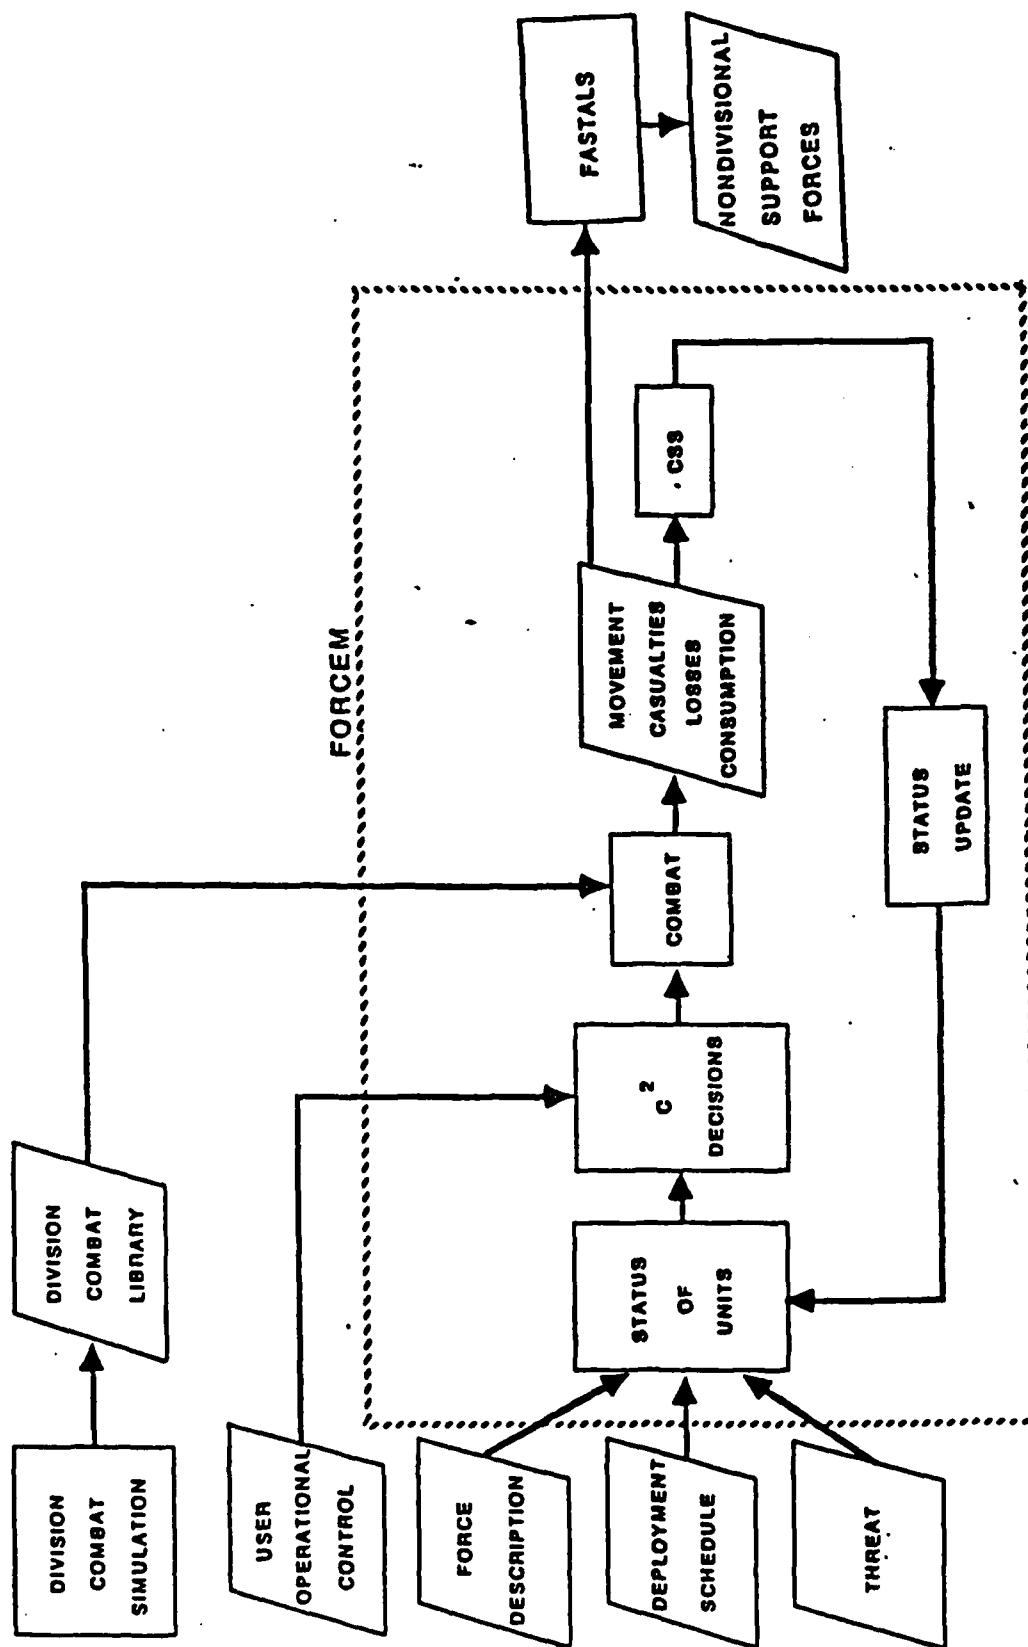 DIVISION
COMBAT
SIMULATION
DIVISION
COMBAT
LIBRARY
USER
OPERATIONAL
CONTROL
FORCEM
FORCE
DESCRIPTION
DEPLOYMENT
SCHEDULE
THREAT
STATUS
OF
UNITS
C²
DECISIONS
COMBAT
MOVEMENT
CASUALTIES
LOSSES
CONSUMPTION
.CSS
STATUS
UPDATE
FASTALS
NONDIVISIONAL
SUPPORT
FORCES